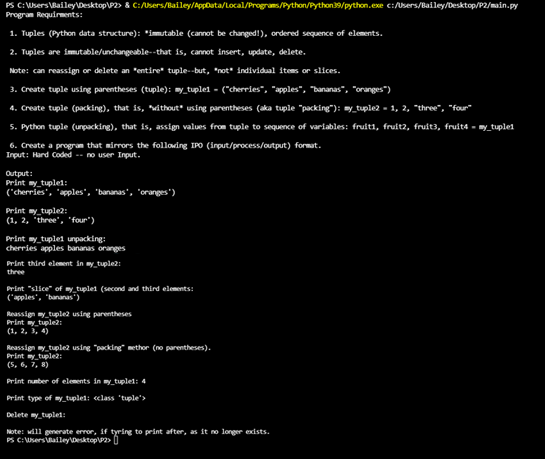 PS C:\Users\Bailey\Desktop\P2> & C:/Users/Bailey/AppData/Local/Programs/Python/Python39/python.exe c:/Users/Bailey/Desktop/P2/main.py
Program Requirments:
1. Tuples (Python data structure): *immutable (cannot be changed!), ordered sequence of elements.
2. Tuples are immutable/unchangeable--that is, cannot insert, update, delete.
Note: can reassign or delete an *entire* tuple--but, *not* individual items or slices.
3. Create tuple using parentheses (tuple): my_tuple1 = ("cherries", "apples", "bananas", "oranges")
4. Create tuple (packing), that is, *without* using parentheses (aka tuple "packing"): my_tuple2 = 1, 2, "three", "four"
5. Python tuple (unpacking), that is, assign values from tuple to sequence of variables: fruit1, fruit2, fruit3, fruit4 = my_tuple1
6. Create a program that mirrors the following IPO (input/process/output) format.
Input: Hard Coded -- no user Input.
Output:
Print my_tuple1:
('cherries', 'apples', 'bananas', 'oranges')
Print my_tuple2:
(1, 2, 'three', 'four')
Print my_tuple1 unpacking:
cherries apples bananas oranges
Print third element in my_tuple2:
three
Print "slice" of my_tuple1 (second and third elements:
('apples', 'bananas')
Reassign my_tuple2 using parentheses
Print my_tuple2:
(1, 2, 3, 4)
Reassign my_tuple2 using "packing" methor (no parentheses).
Print my_tuple2:
(5, 6, 7, 8)
Print number of elements in my_tuple1: 4
Print type of my_tuple1: <class 'tuple'>
Delete my_tuple1:
Note: will generate error, if tyring to print after, as it no longer exists.
PS C:\Users\Bailey\Desktop\P2>